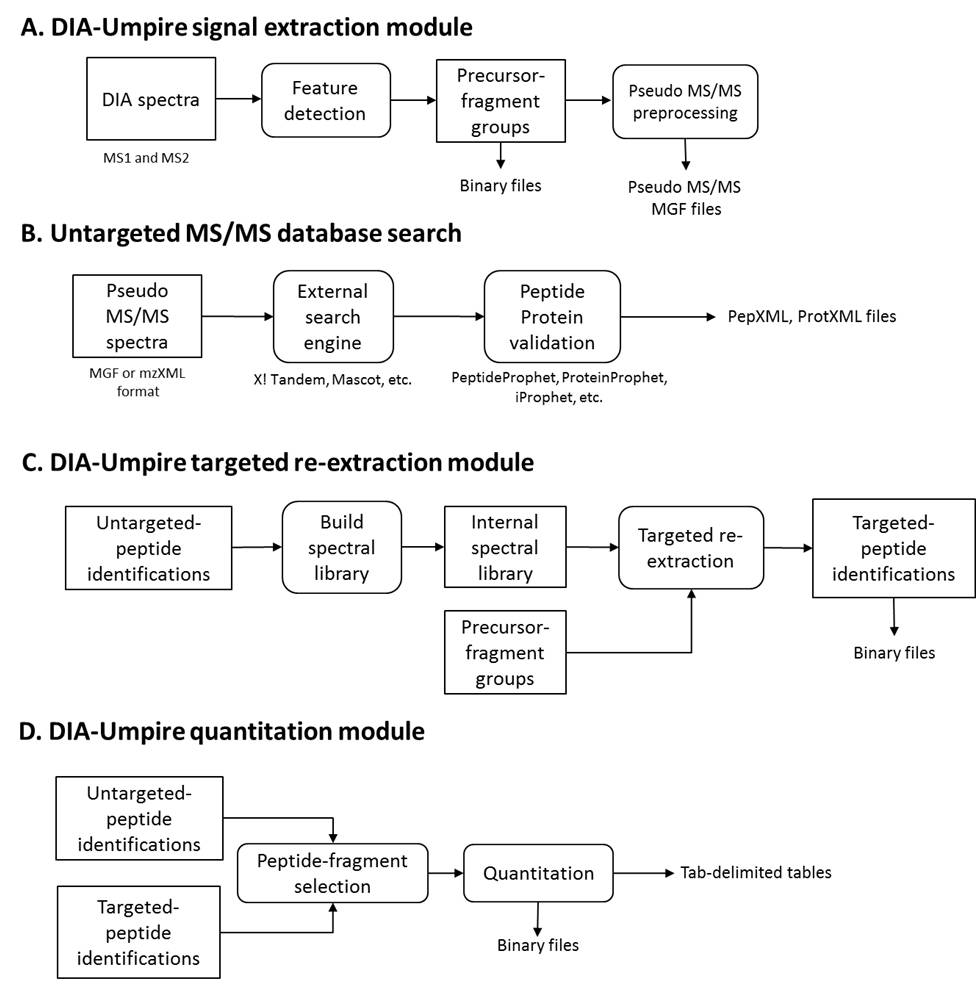 A. DIA-Umpire signal extraction module
DIA spectra
MS1 and MS2
Feature
detection
Precursor-
fragment
groups
Binary files
Pseudo MS/MS
preprocessing
Pseudo MS/MS
MGF files
B. Untargeted MS/MS database search
Pseudo
MS/MS
spectra
MGF or mzXML
format
External
search
engine
X! Tandem, Mascot, etc.
Peptide
Protein
validation
PeptideProphet, ProteinProphet,
iProphet, etc.
PepXML, ProtXML files
C. DIA-Umpire targeted re-extraction module
Untargeted-
peptide
identifications
Build
spectral
library
Internal
spectral
library
Targeted re-
extraction
Targeted-
peptide
identifications
Precursor-
fragment
groups
Binary files
D. DIA-Umpire quantitation module
Untargeted-
peptide
identifications
Peptide-fragment
selection
Quantitation
Tab-delimited tables
Targeted-
peptide
identifications
Binary files